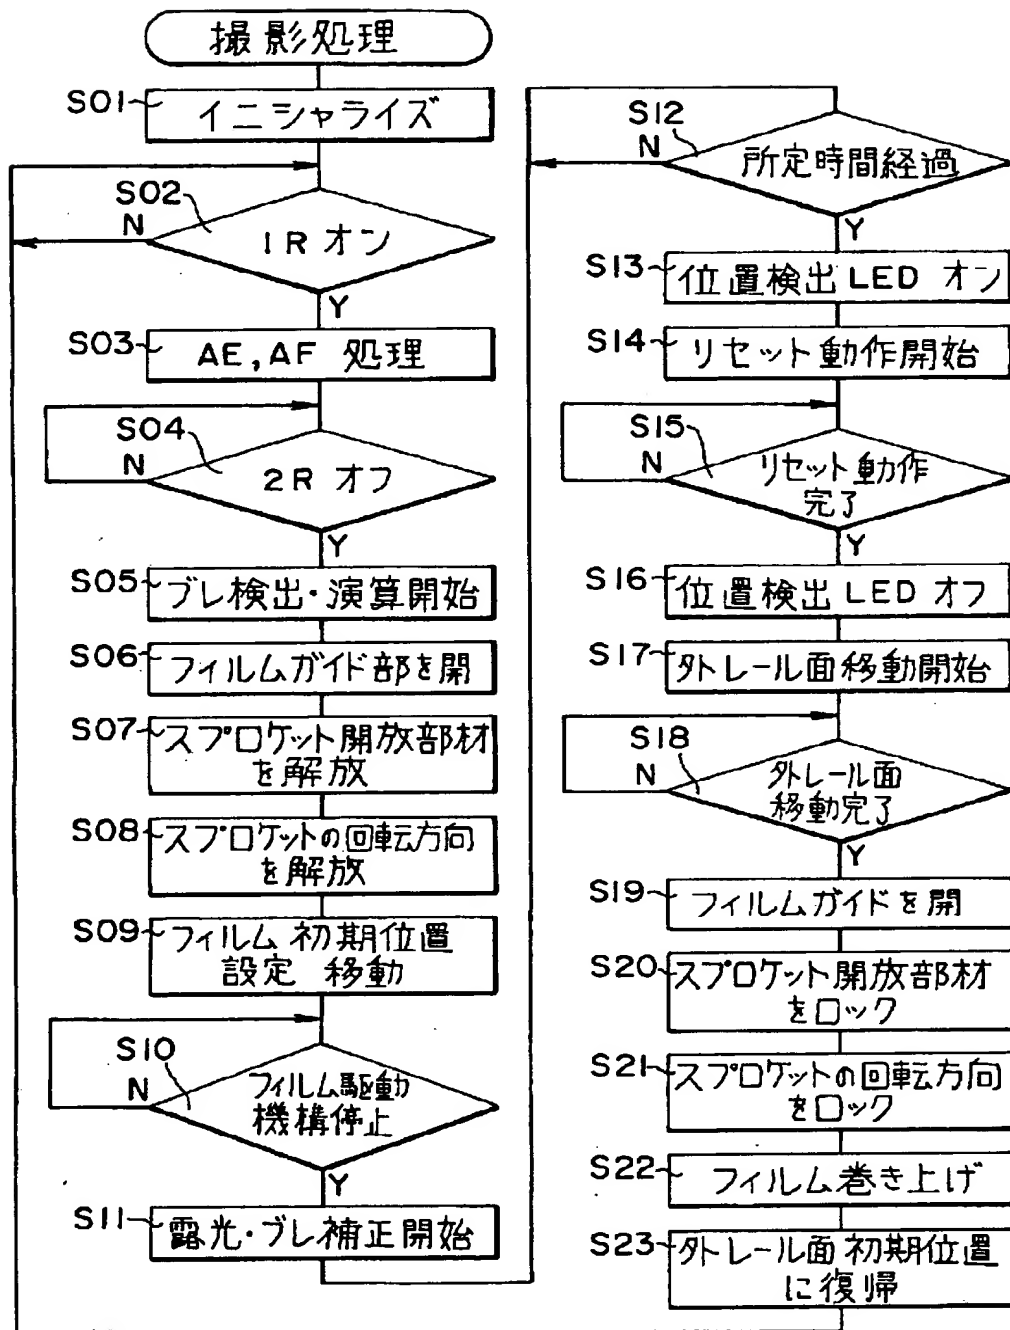 撮影処理
S01
イニシャライズ
S02
N
1R オン
Y
S03
AE,AF 処理
S04
N
2R オフ
Y
S05
ブレ検出・演算開始
S06
フィルムガイド部を開
S07
スプロケット開放部材
を解放
S08
スプロケットの回転方向
を解放
S09
フィルム 初期位置
設定 移動
S10
N
フィルム駆動
機構停止
Y
S11
露光・ブレ補正開始
S12
N
所定時間経過
Y
S13
位置検出 LED オン
S14
リセット動作開始
S15
N
リセット動作
完了
Y
S16
位置検出 LED オフ
S17
外レール面移動開始
S18
N
外レール面
移動完了
Y
S19
フィルムガイドを開
S20
スプロケット開放部材
をロック
S21
スプロケットの回転方向
をロック
S22
フィルム巻き上げ
S23
外レール面初期位置
に復帰